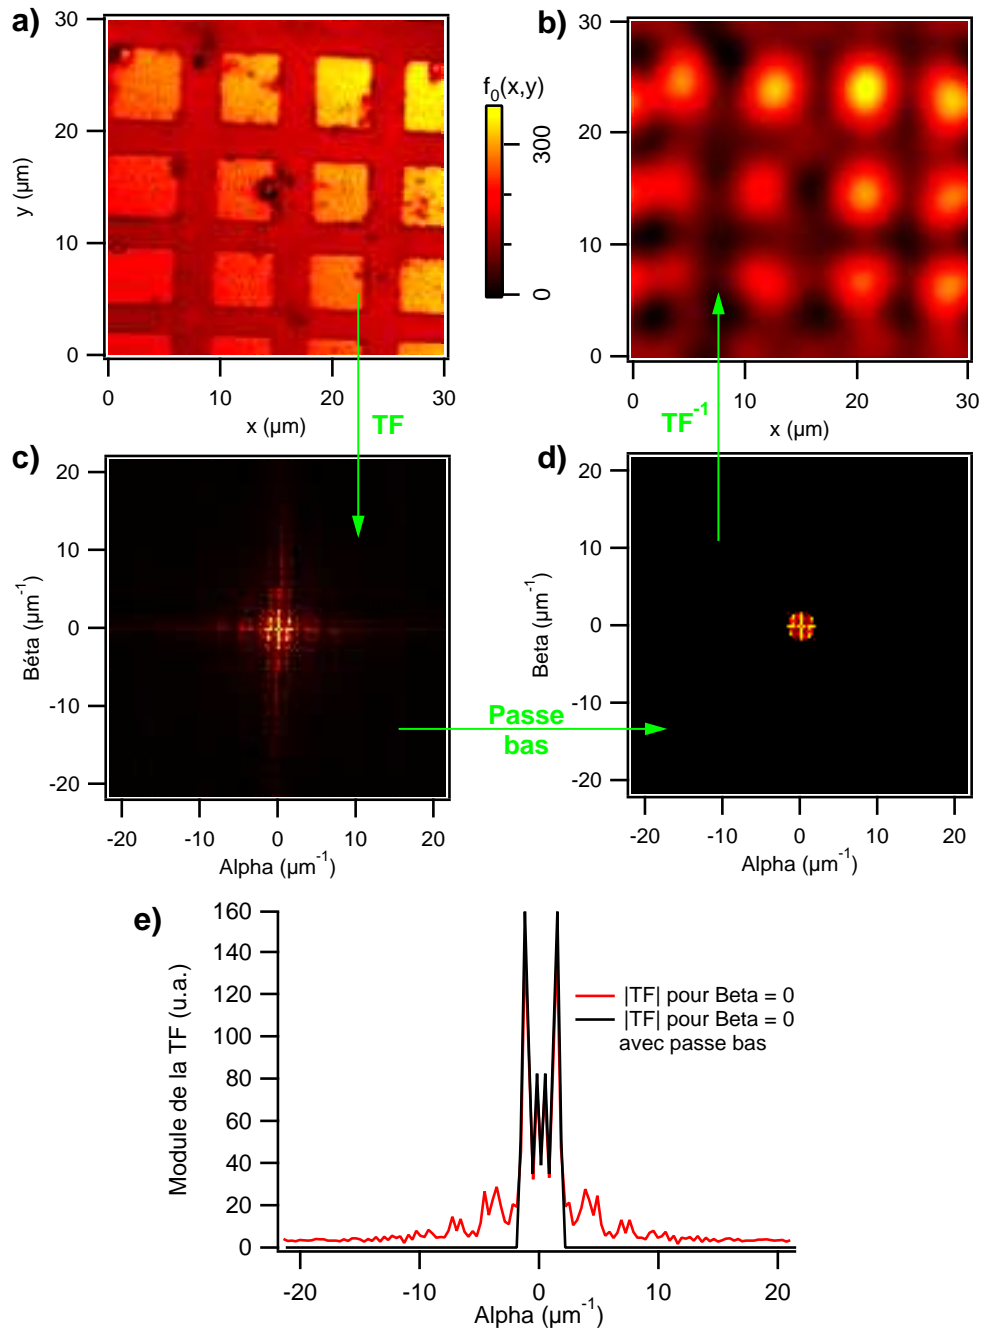 a)
30
20
10
0
y (µm)
0
10
20
30
x (µm)
f0(x,y)
300
0
b)
30
20
10
0
0
10
20
30
x (µm)
TF
TF-1
c)
20
10
0
-10
-20
Béta (µm-1)
-20
-10
0
10
20
Alpha (µm-1)
Passe
bas
d)
20
10
0
-10
-20
Beta (µm-1)
-20
-10
0
10
20
Alpha (µm-1)
e)
160
140
120
100
80
60
40
20
0
Module de la TF (u.a.)
|TF| pour Beta = 0
|TF| pour Beta = 0
avec passe bas
-20
-10
0
10
20
Alpha (µm-1)